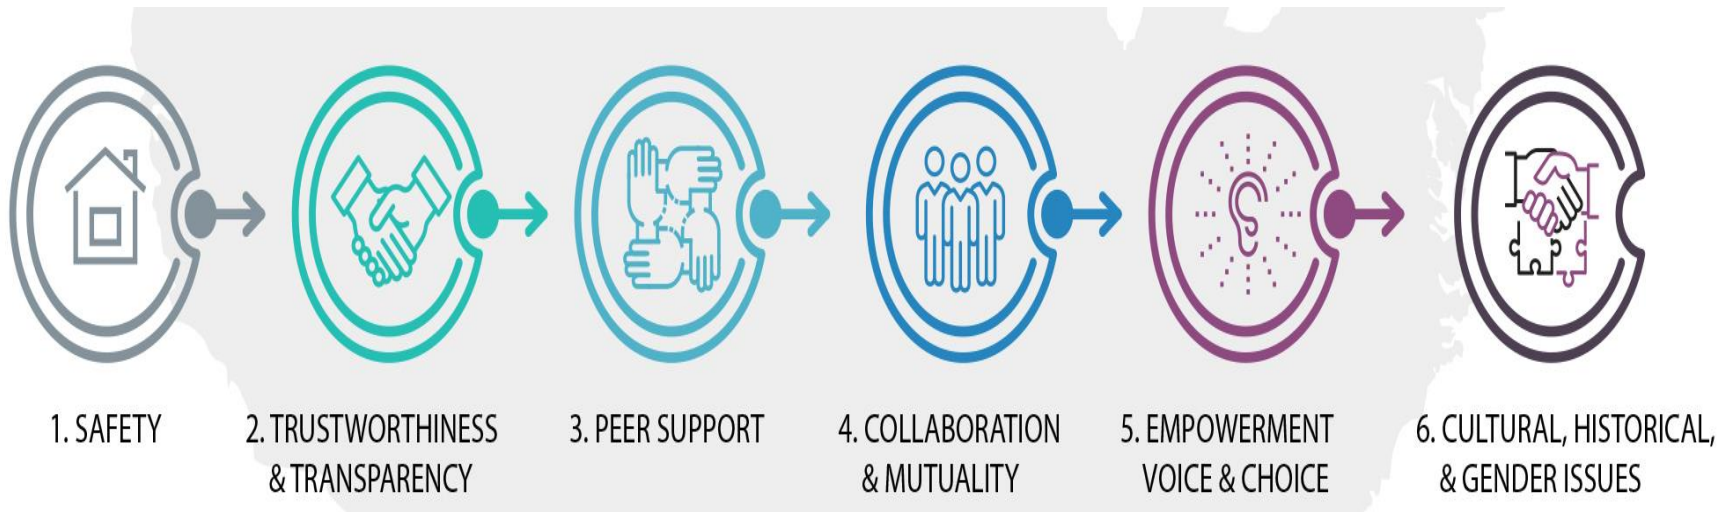 1. SAFETY
2. TRUSTWORTHINESS
& TRANSPARENCY
3. PEER SUPPORT
4. COLLABORATION
& MUTUALITY
5. EMPOWERMENT
VOICE & CHOICE
6. CULTURAL, HISTORICAL,
& GENDER ISSUES